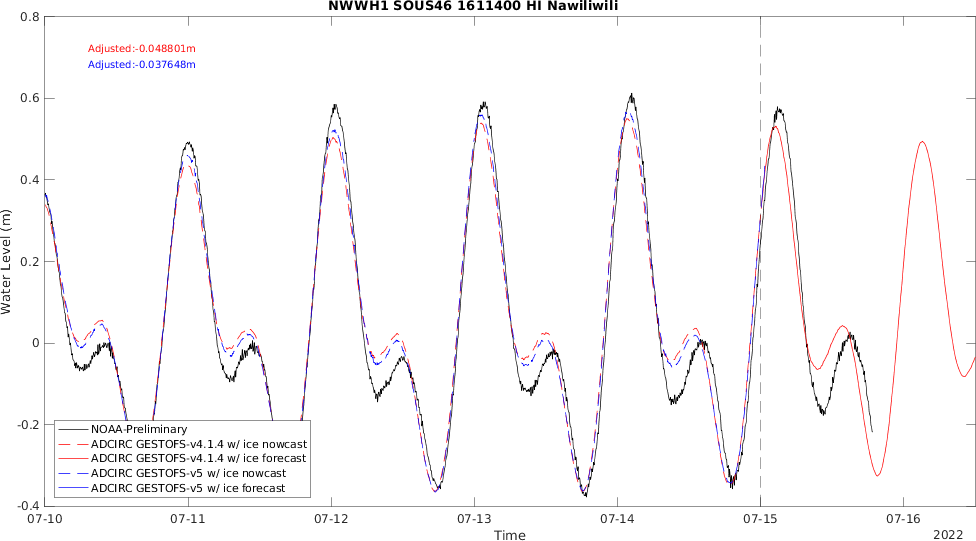 NWWH1 SOUS46 1611400 HI Nawiliwili
Adjusted:-0.048801m
Adjusted:-0.037648m
Water Level (m)
0.8
0.6
0.4
0.2
0
-0.2
-0.4
NOAA-Preliminary
ADCIRC GESTOFS-v4.1.4 w/ ice nowcast
ADCIRC GESTOFS-v4.1.4 w/ ice forecast
ADCIRC GESTOFS-v5 w/ ice nowcast
ADCIRC GESTOFS-v5 w/ ice forecast
07-10 07-11 07-12 07-13 07-14 07-15 07-16
Time
2022